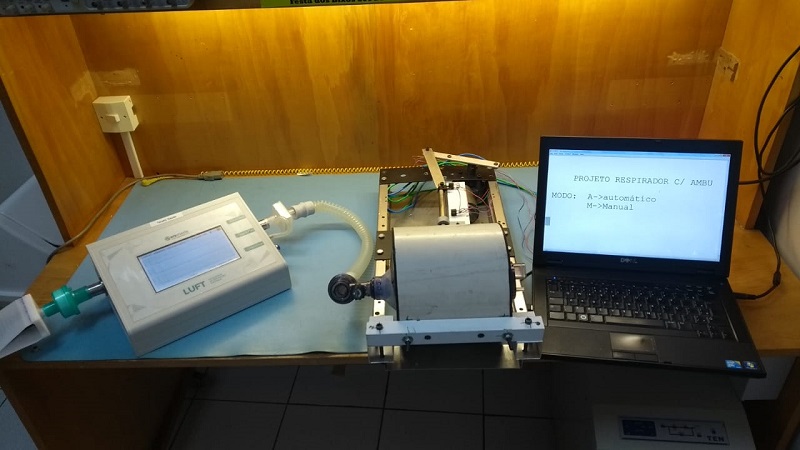 PROJETO RESPIRADOR C/ AMBU
MODO: A->automático
M->Manual
LUFT
DELL